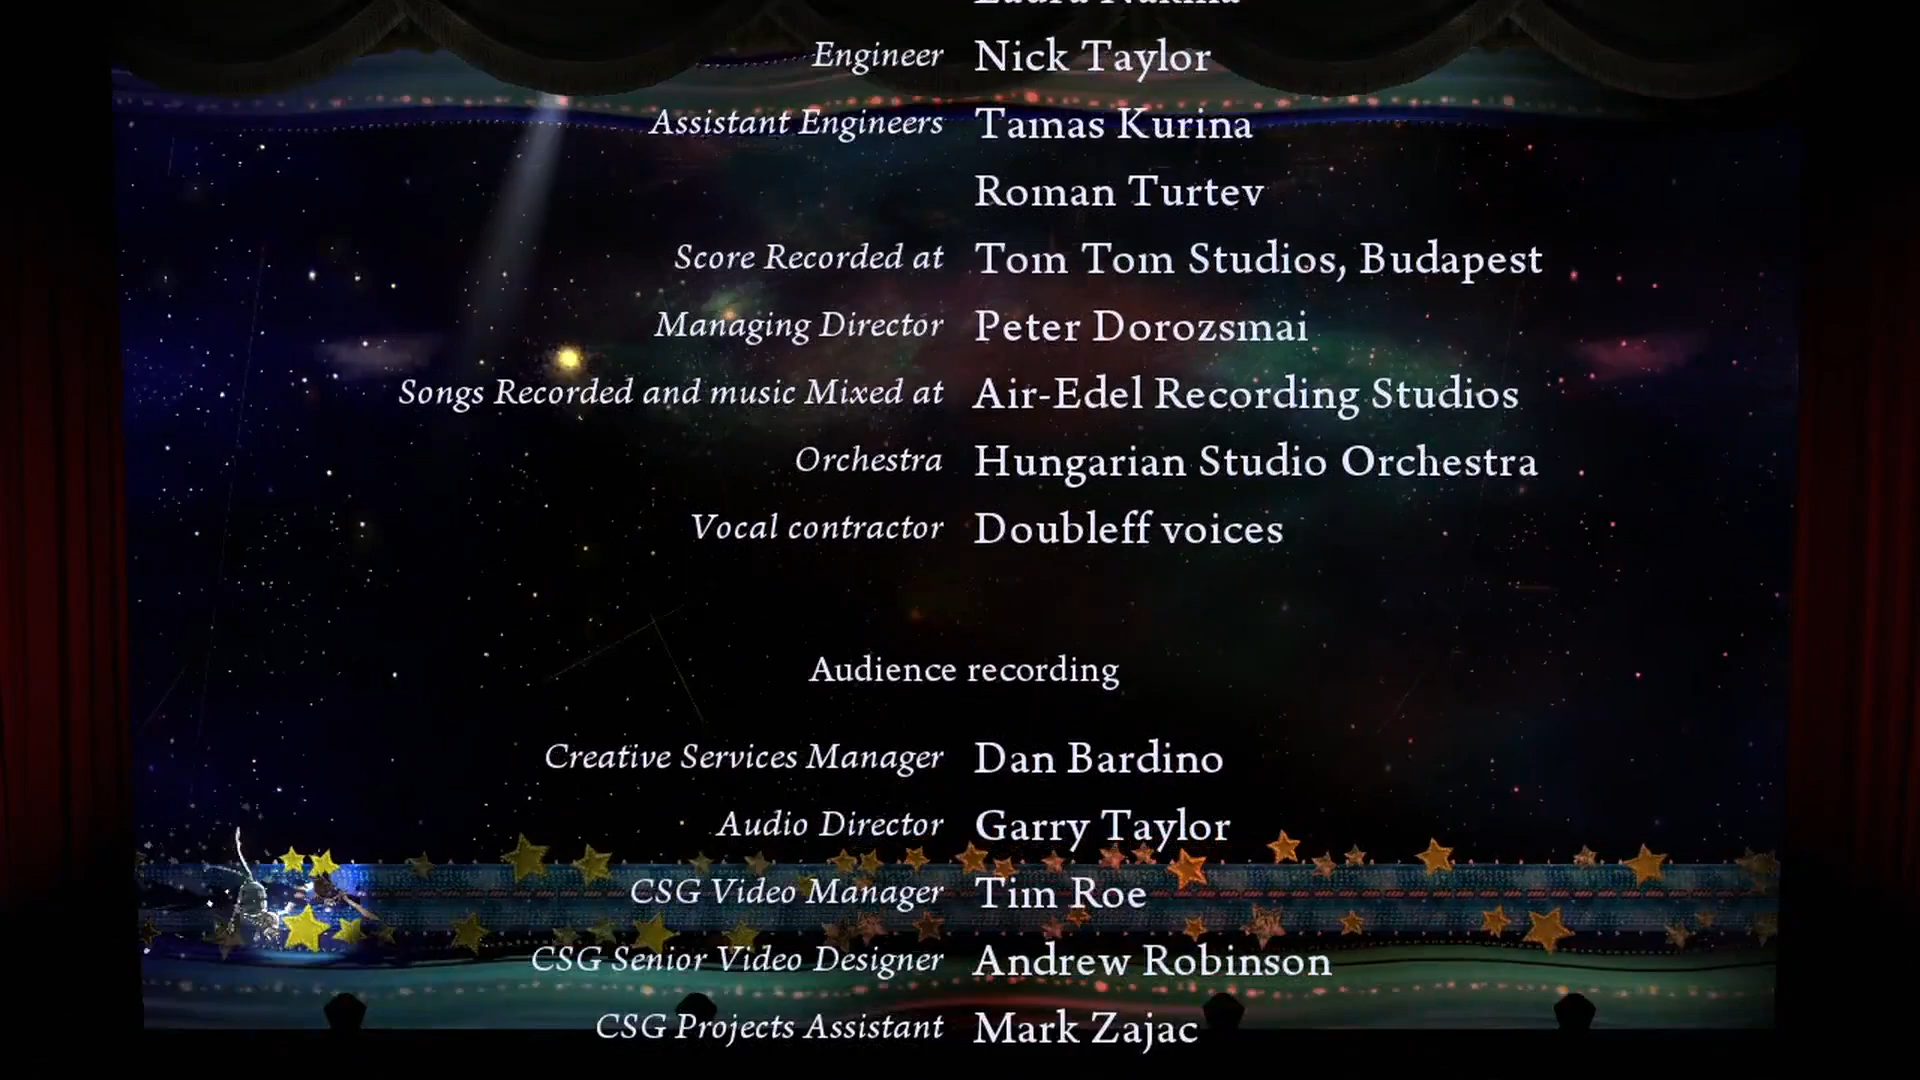 Engineer Nick Taylor
Assistant Engineers Tamas Kurina
Roman Turtev
Score Recorded at Tom Tom Studios, Budapest
Managing Director Peter Dorozsmai
Songs Recorded and music Mixed at Air-Edel Recording Studios
Orchestra Hungarian Studio Orchestra
Vocal contractor Doubleff voices
Audience recording
Creative Services Manager Dan Bardino
Audio Director Garry Taylor
CSG Video Manager Tim Roe
CSG Senior Video Designer Andrew Robinson
CSG Projects Assistant Mark Zajac